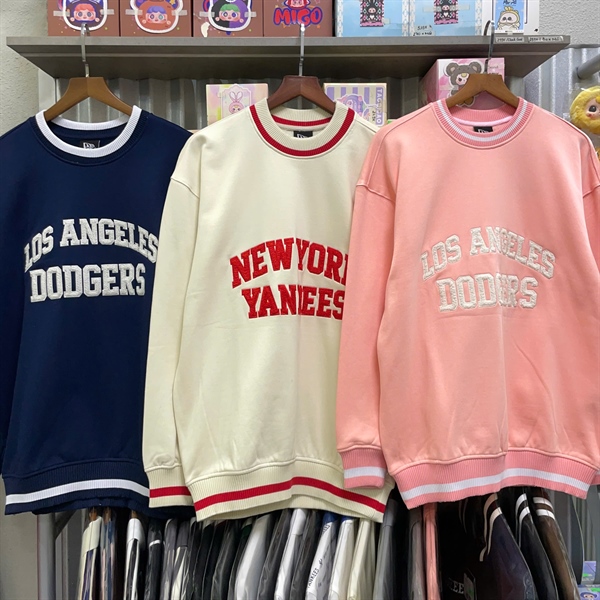 MIGO
LOS ANGELES
DODGERS
NEW YORK
YANKEES
LOS ANGELES
DODGERS